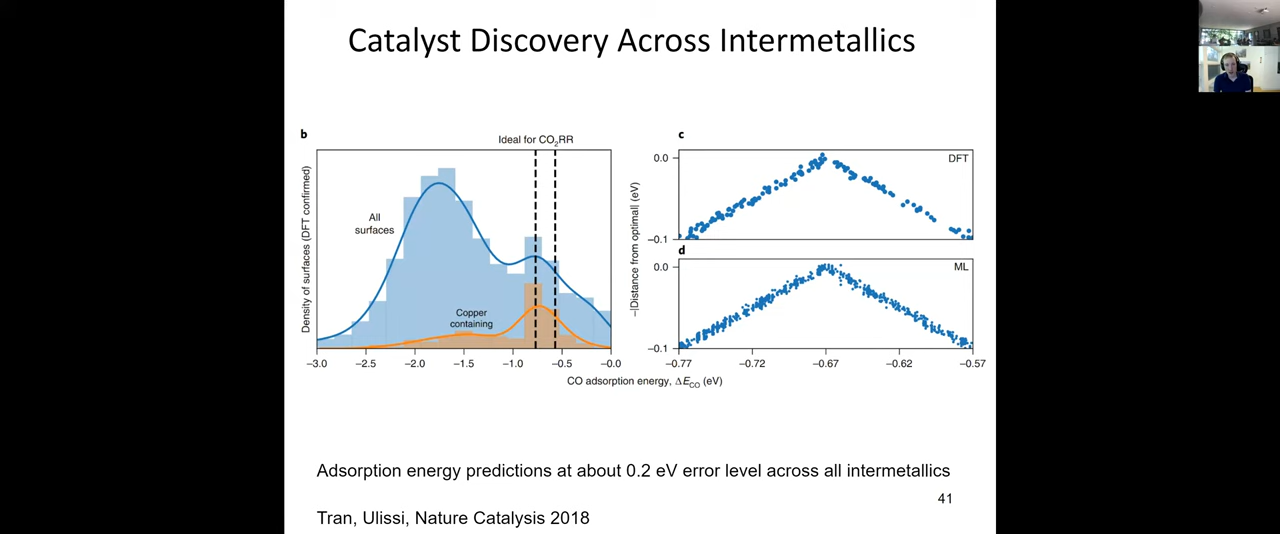 Catalyst Discovery Across Intermetallics
b
Ideal for CO₂RR
Density of surfaces (DFT confirmed)
All
surfaces
Copper
containing
−3.0 −2.5 −2.0 −1.5 −1.0 −0.5 −0.0
CO adsorption energy, ΔE_CO (eV)
c
DFT
0.0
−0.1
−|Distance from optimal| (eV)
d
ML
0.0
−0.1
−0.77 −0.72 −0.67 −0.62 −0.57
Adsorption energy predictions at about 0.2 eV error level across all intermetallics
41
Tran, Ulissi, Nature Catalysis 2018